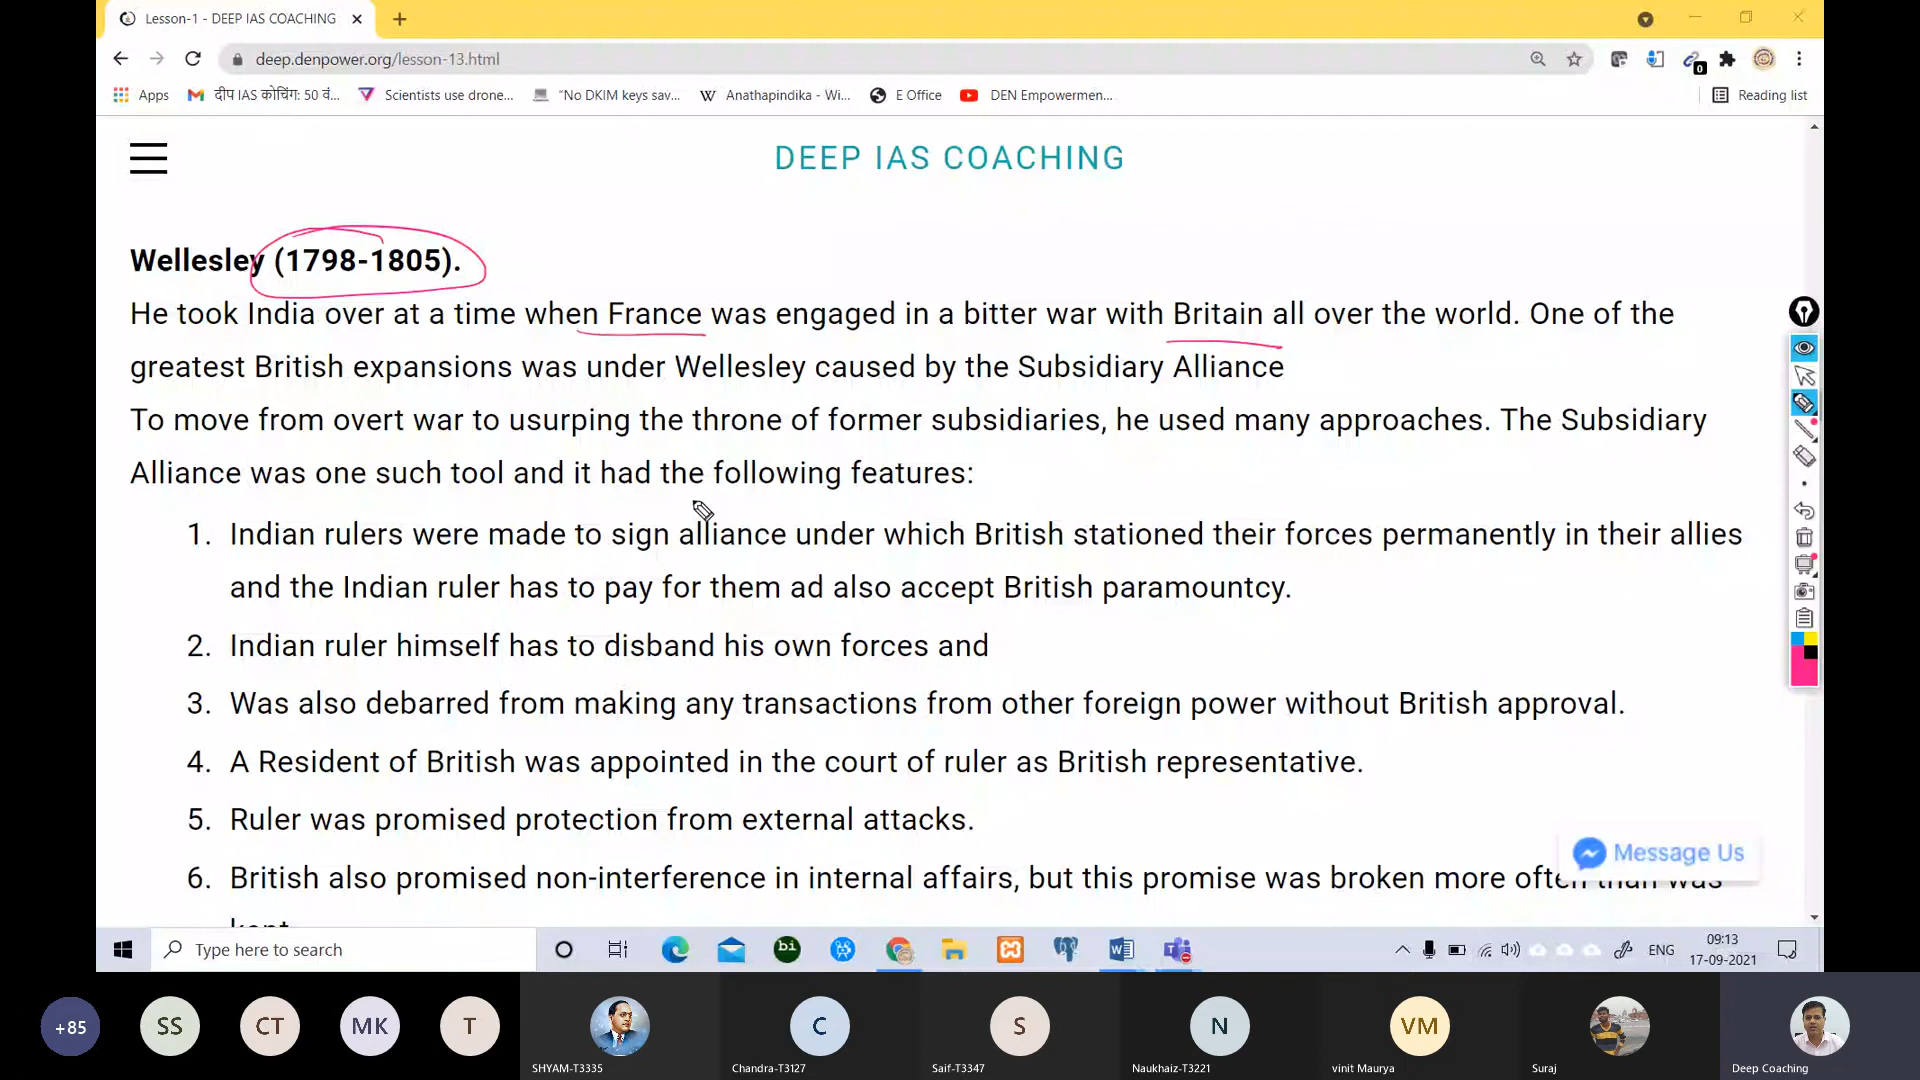 Lesson-1 - DEEP IAS COACHING
deep.denpower.org/lesson-13.html
0
Apps
दीप IAS कोचिंग: 50 वं...
Scientists use drone...
"No DKIM keys sav...
W Anathapindika - Wi...
E Office
DEN Empowermen...
Reading list
DEEP IAS COACHING
Wellesley (1798-1805).
He took India over at a time when France was engaged in a bitter war with Britain all over the world. One of the
greatest British expansions was under Wellesley caused by the Subsidiary Alliance
To move from overt war to usurping the throne of former subsidiaries, he used many approaches. The Subsidiary
Alliance was one such tool and it had the following features:
1. Indian rulers were made to sign alliance under which British stationed their forces permanently in their allies
and the Indian ruler has to pay for them ad also accept British paramountcy.
2. Indian ruler himself has to disband his own forces and
3. Was also debarred from making any transactions from other foreign power without British approval.
4. A Resident of British was appointed in the court of ruler as British representative.
5. Ruler was promised protection from external attacks.
6. British also promised non-interference in internal affairs, but this promise was broken more often than was
kept
Message Us
Type here to search
bi
ENG
09:13
17-09-2021
+85
SS
CT
MK
T
C
S
N
VM
SHYAM-T3335
Chandra-T3127
Saif-T3347
Naukhaiz-T3221
vinit Maurya
Suraj
Deep Coaching